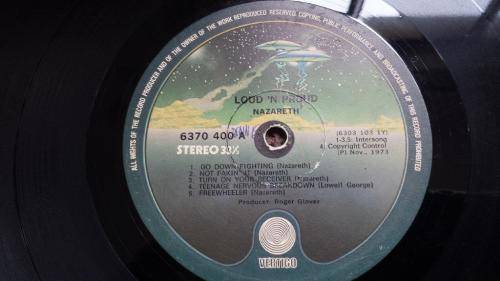 ALL RIGHTS OF THE RECORD PRODUCER AND OF THE OWNER OF THE WORK REPRODUCED RESERVED. COPYING, PUBLIC PERFORMANCE AND BROADCASTING OF THIS RECORD PROHIBITED
LOUD 'N' PROUD
NAZARETH
6370 400 A
(6303 103 1Y)
STEREO 33⅓
1-3,5: Intersong
4: Copyright Control
(P) Nov., 1973
1. GO DOWN FIGHTING (Nazareth)
2. NOT FAKIN' IT (Nazareth)
3. TURN ON YOUR RECEIVER (Nazareth)
4. TEENAGE NERVOUS BREAKDOWN (Lowell George)
5. FREEWHEELER (Nazareth)
Producer: Roger Glover
VERTIGO